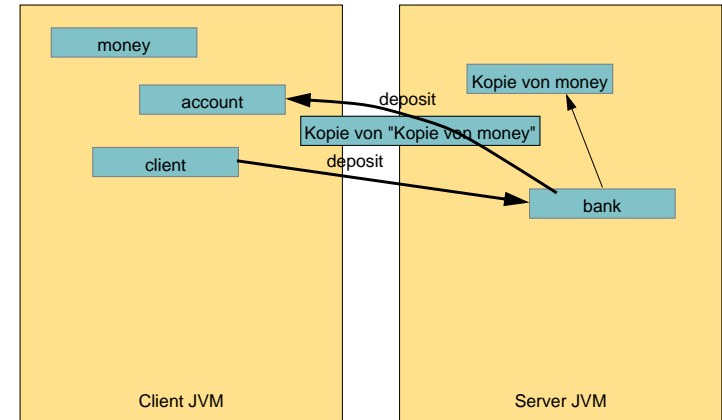 money
Kopie von money
account
deposit
Kopie von "Kopie von money"
client
deposit
bank
Client JVM
Server JVM